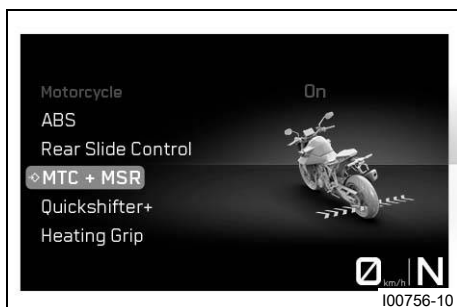 Motorcycle On
ABS
Rear Slide Control
MTC + MSR
Quickshifter+
Heating Grip
0 km/h N
I00756-10